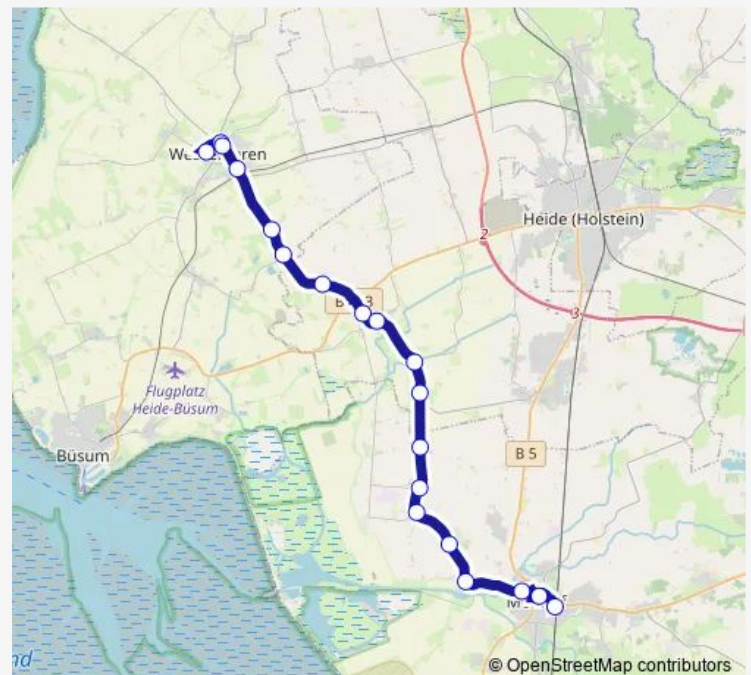 Heide (Holstein)
2
3
Flugplatz
Heide-Büsum
Büsum
B 5
© OpenStreetMap contributors